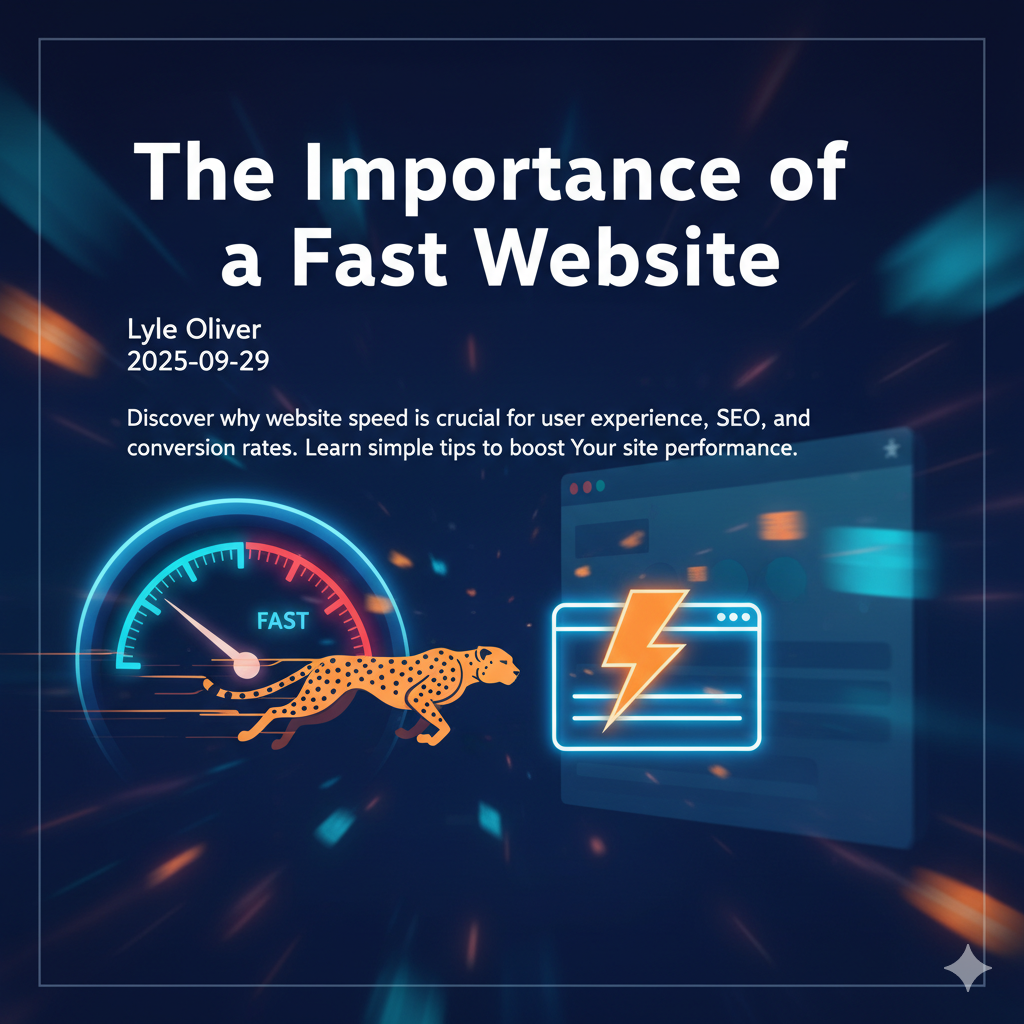 The Importance of
a Fast Website
Lyle Oliver
2025-09-29
Discover why website speed is crucial for user experience, SEO, and
conversion rates. Learn simple tips to boost Your site performance.
FAST